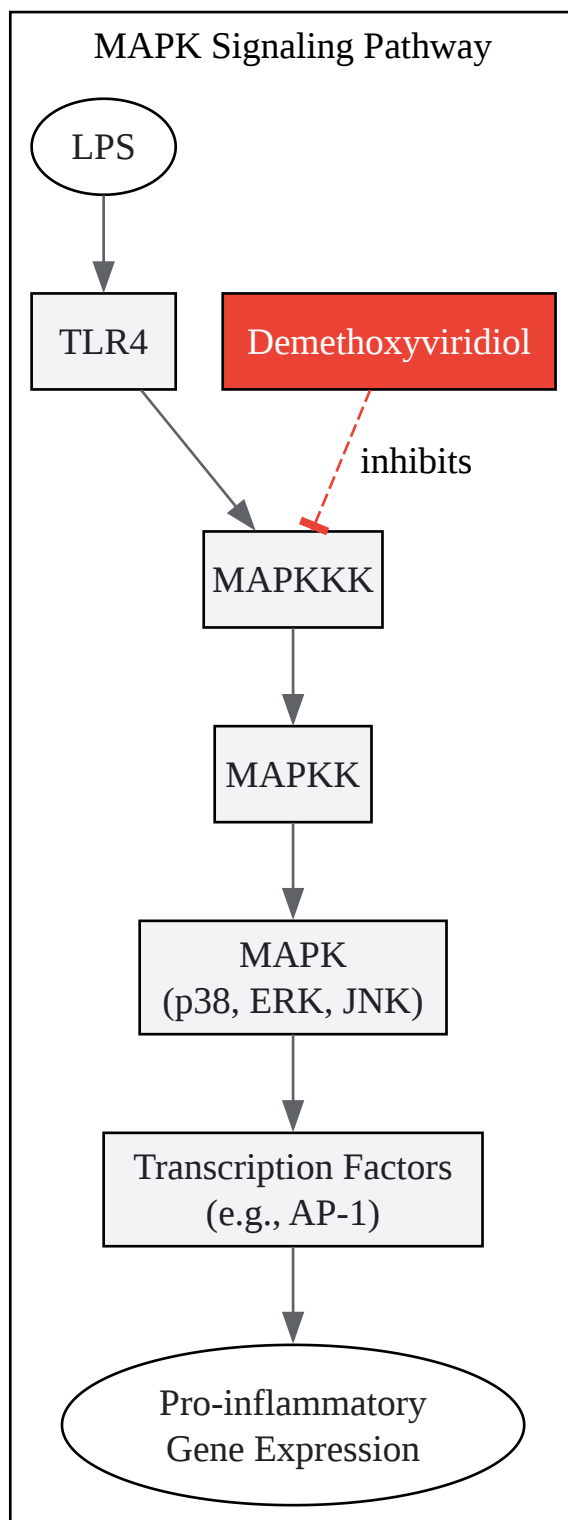 MAPK Signaling Pathway
LPS
TLR4
Demethoxyviridiol
inhibits
MAPKKK
MAPKK
MAPK
(p38, ERK, JNK)
Transcription Factors
(e.g., AP-1)
Pro-inflammatory
Gene Expression